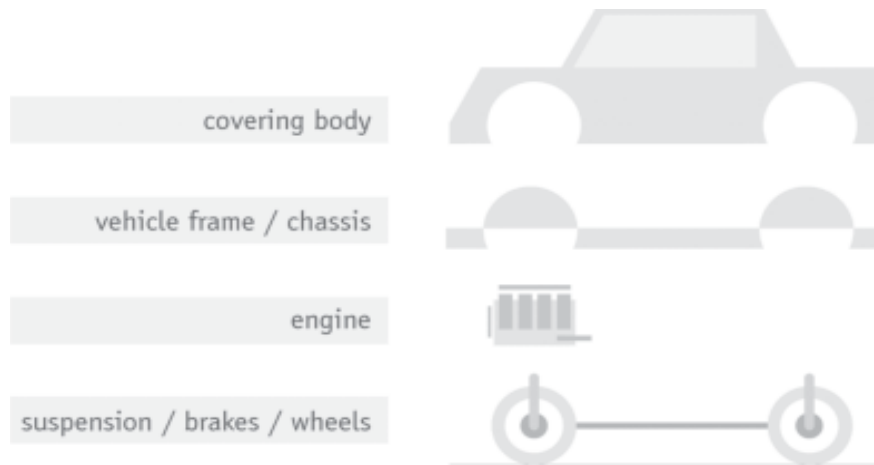 covering body
vehicle frame / chassis
engine
suspension / brakes / wheels